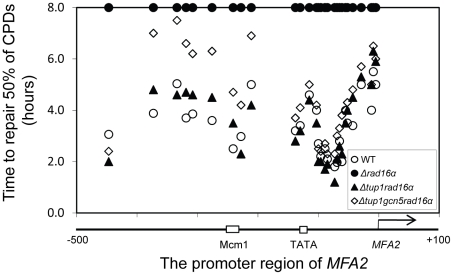 Time to repair 50% of CPDs
(hours)
8.0
6.0
4.0
2.0
0.0
WT
Δrad16α
Δtup1rad16α
Δtup1gcn5rad16α
-500
Mcm1
TATA
MFA2
+100
The promoter region of MFA2